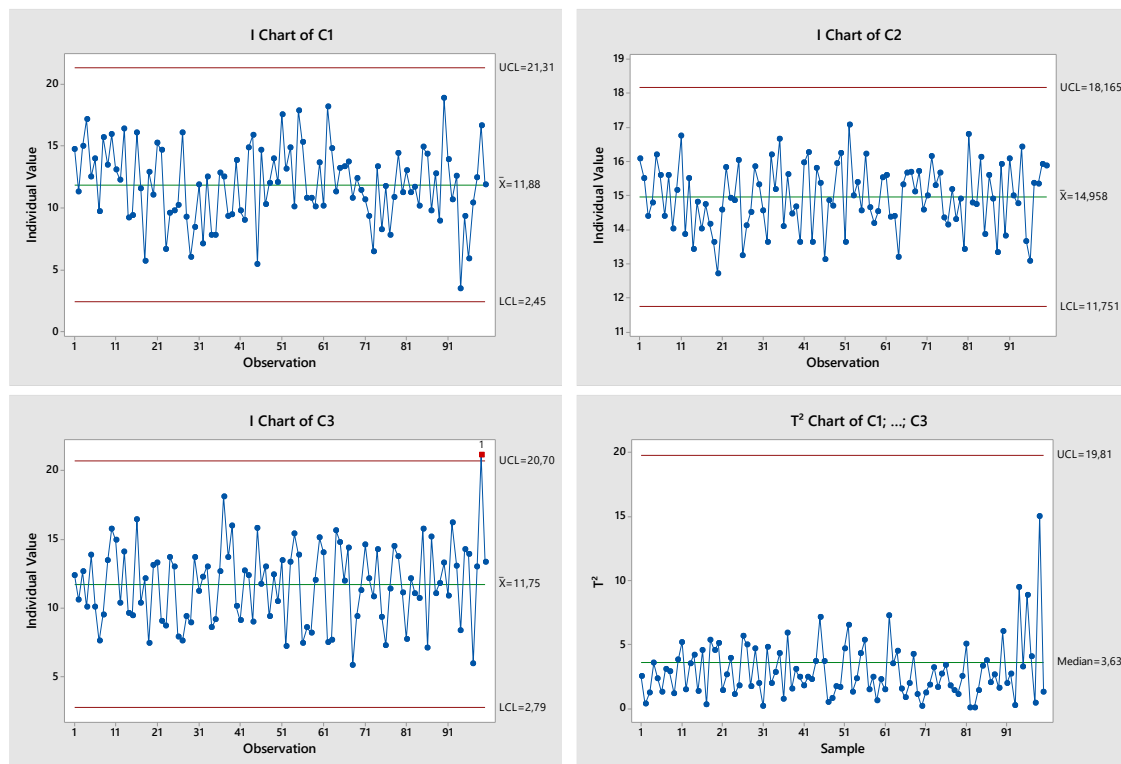 I Chart of C1
Individual Value
20
15
10
5
0
UCL=21,31
X̄=11,88
LCL=2,45
1 11 21 31 41 51 61 71 81 91
Observation
I Chart of C2
Individual Value
19
18
17
16
15
14
13
12
11
UCL=18,165
X̄=14,958
LCL=11,751
1 11 21 31 41 51 61 71 81 91
Observation
I Chart of C3
Individual Value
20
15
10
5
1
UCL=20,70
X̄=11,75
LCL=2,79
1 11 21 31 41 51 61 71 81 91
Observation
T² Chart of C1; ...; C3
T²
20
15
10
5
0
UCL=19,81
Median=3,63
1 11 21 31 41 51 61 71 81 91
Sample